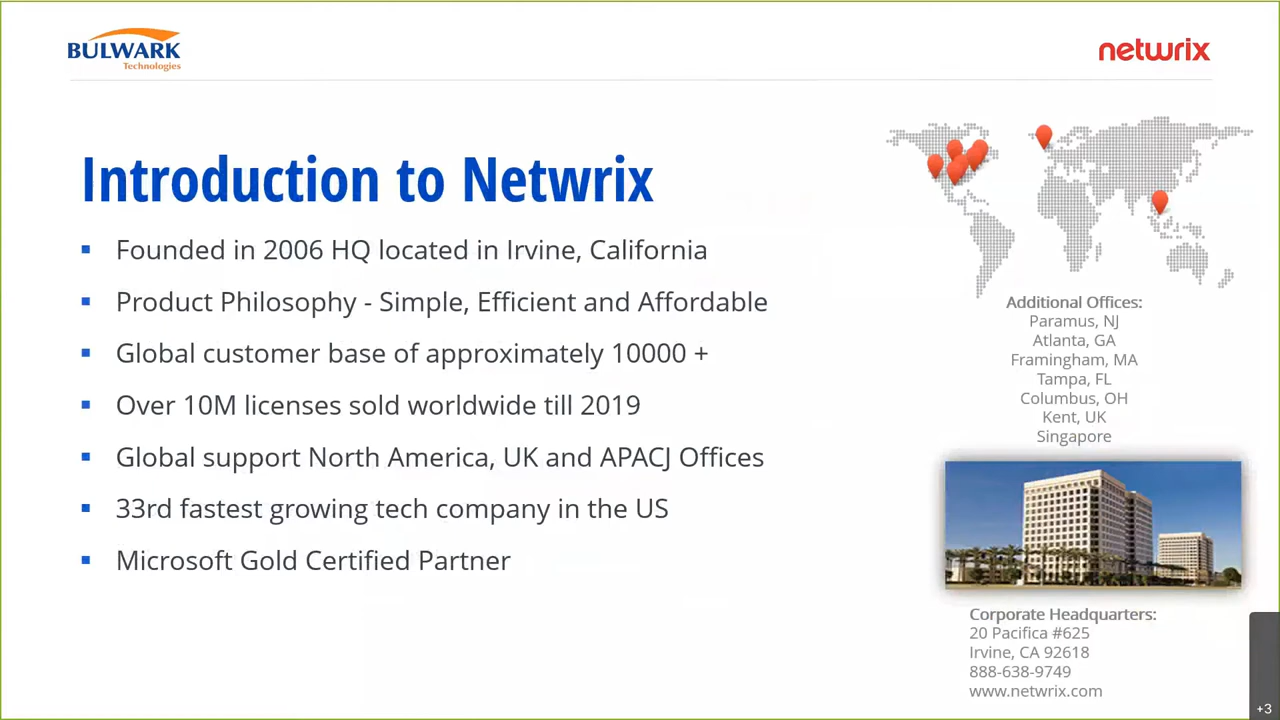 BULWARK
Technologies
netwrix
Introduction to Netwrix
▪ Founded in 2006 HQ located in Irvine, California
▪ Product Philosophy - Simple, Efficient and Affordable
▪ Global customer base of approximately 10000 +
▪ Over 10M licenses sold worldwide till 2019
▪ Global support North America, UK and APACJ Offices
▪ 33rd fastest growing tech company in the US
▪ Microsoft Gold Certified Partner
Additional Offices:
Paramus, NJ
Atlanta, GA
Framingham, MA
Tampa, FL
Columbus, OH
Kent, UK
Singapore
Corporate Headquarters:
20 Pacifica #625
Irvine, CA 92618
888-638-9749
www.netwrix.com
+3